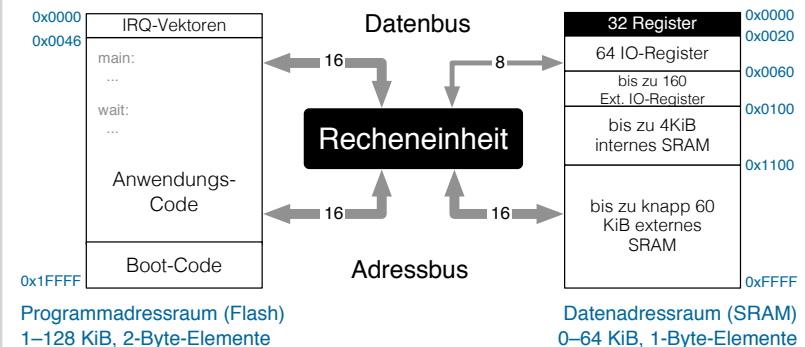 0x0000
IRQ-Vektoren
0x0046
main:
...
wait:
...
Anwendungs-
Code
Boot-Code
0x1FFFF
Programmadressraum (Flash)
1–128 KiB, 2-Byte-Elemente
Datenbus
16
8
Recheneinheit
16
16
Adressbus
32 Register
0x0000
0x0020
64 IO-Register
0x0060
bis zu 160
Ext. IO-Register
0x0100
bis zu 4KiB
internes SRAM
0x1100
bis zu knapp 60
KiB externes
SRAM
0xFFFF
Datenadressraum (SRAM)
0–64 KiB, 1-Byte-Elemente